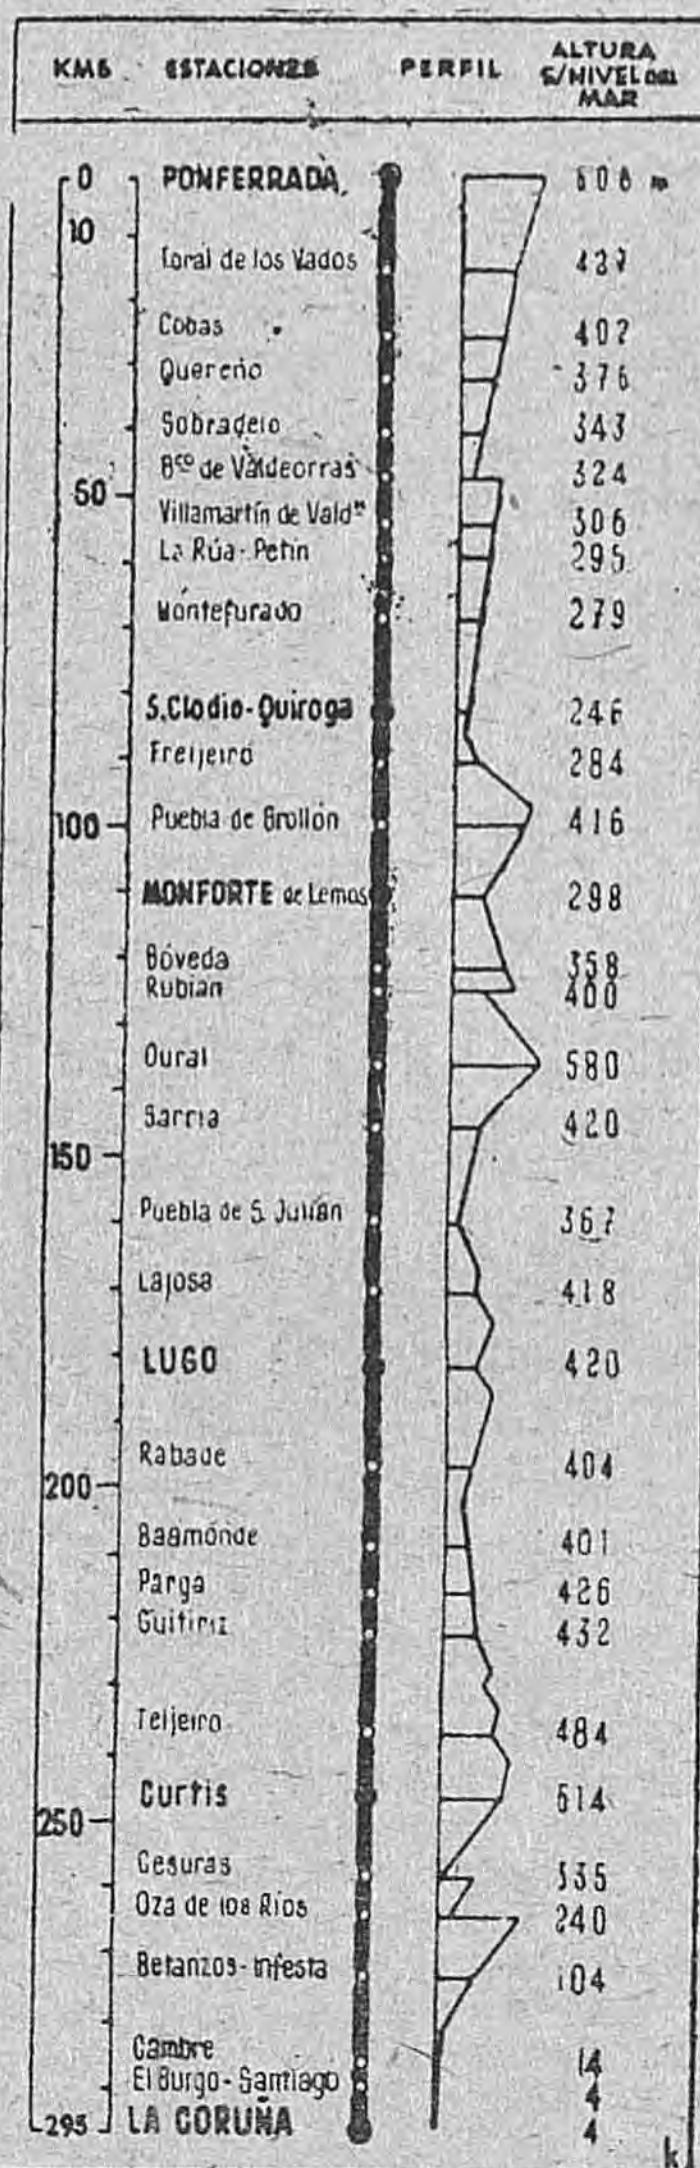 KMS ESTACIONES PERFIL ALTURA S/NIVEL DEL MAR
0 PONFERRADA 508 m
10
Toral de los Vados 437
Cobas 402
Quereño 376
Sobradelo 343
Bco de Valdeorras 324
50
Villamartín de Valds 306
La Rúa-Petín 295
Montefurado 279
S.Clodio-Quiroga 246
Freijeiro 284
100 Puebla de Brollón 416
MONFORTE de Lemos 298
Bóveda 358
Rubian 400
Oural 580
Sarria 420
150
Puebla de S. Julián 367
Lajosa 418
LUGO 420
Rabade 404
200
Baamonde 401
Parga 426
Guitiriz 432
Teijeiro 484
Curtis 514
250
Cesuras 335
Oza de los Ríos 240
Betanzos-Infesta 104
Cambre 14
El Burgo-Santiago 4
295 LA CORUÑA 4
k